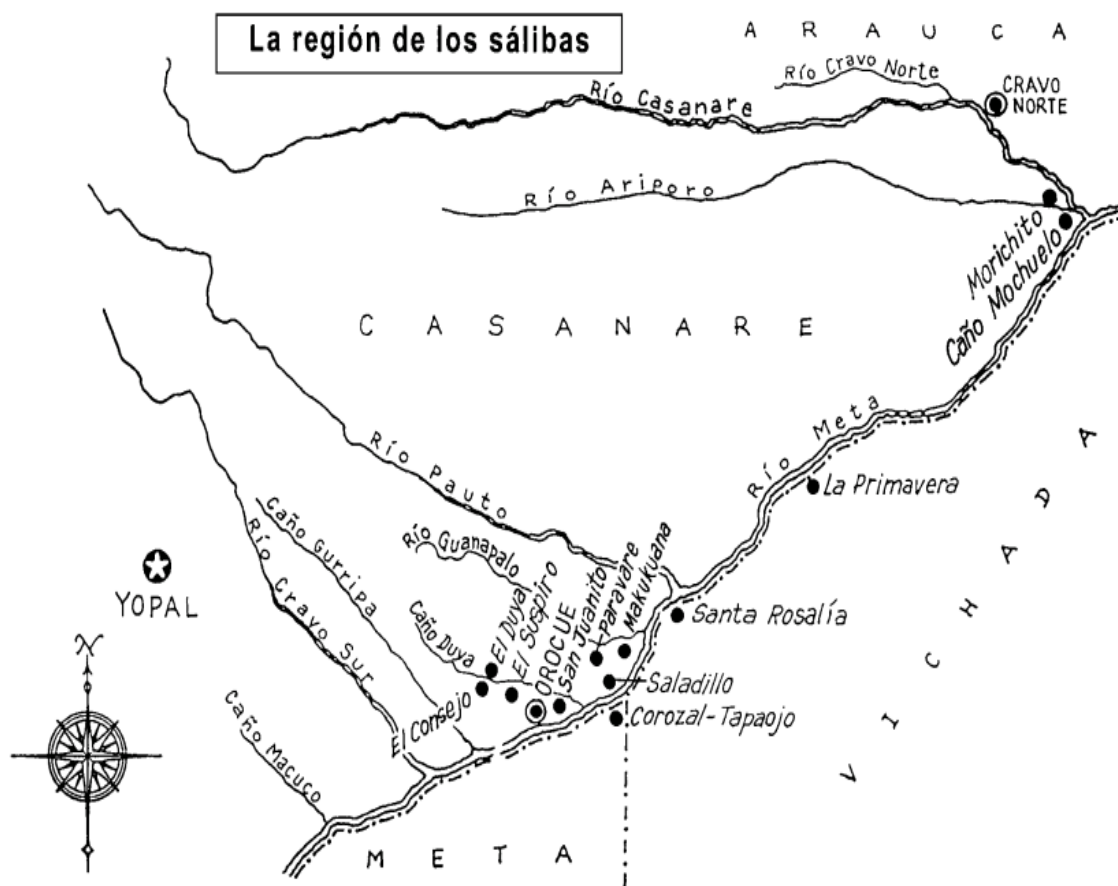 La región de los sálibas
A R A U C A
Río Cravo Norte
CRAVO
NORTE
Río Casanare
Río Ariporo
Morichito
Caño Mochuelo
C A S A N A R E
Río Meta
La Primavera
Río Pauto
Caño Gurripa
Río Guanapalo
Río Cravo Sur
YOPAL
Caño Duya
El Duya
El Suspiro
OROCUE
San Juanito
Paravare
Makukuana
Santa Rosalía
Saladillo
Corozal-Tapaojo
El Consejo
Caño Macuco
N
V I C H A D A
M E T A